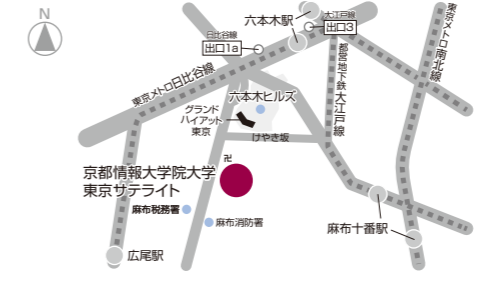 N
六本木駅
大江戸線
出口3
日比谷線
出口1a
東京メトロ日比谷線
東京メトロ南北線
都営地下鉄大江戸線
六本木ヒルズ
グランド
ハイアット
東京
けやき坂
卍
京都情報大学院大学
東京サテライト
麻布税務署
麻布消防署
麻布十番駅
広尾駅